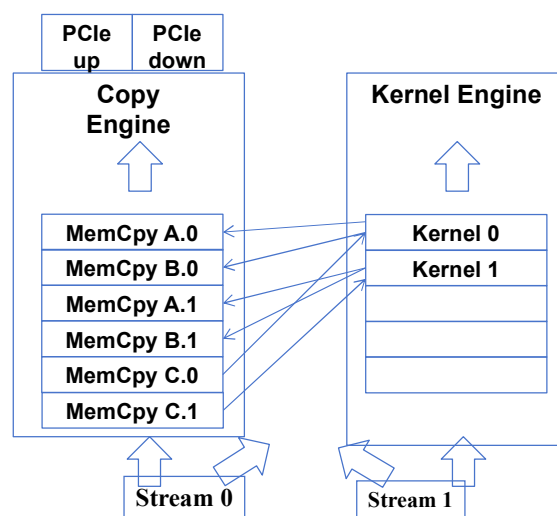 PCIe
up
PCIe
down
Copy
Engine
MemCpy A.0
MemCpy B.0
MemCpy A.1
MemCpy B.1
MemCpy C.0
MemCpy C.1
Kernel Engine
Kernel 0
Kernel 1
Stream 0
Stream 1